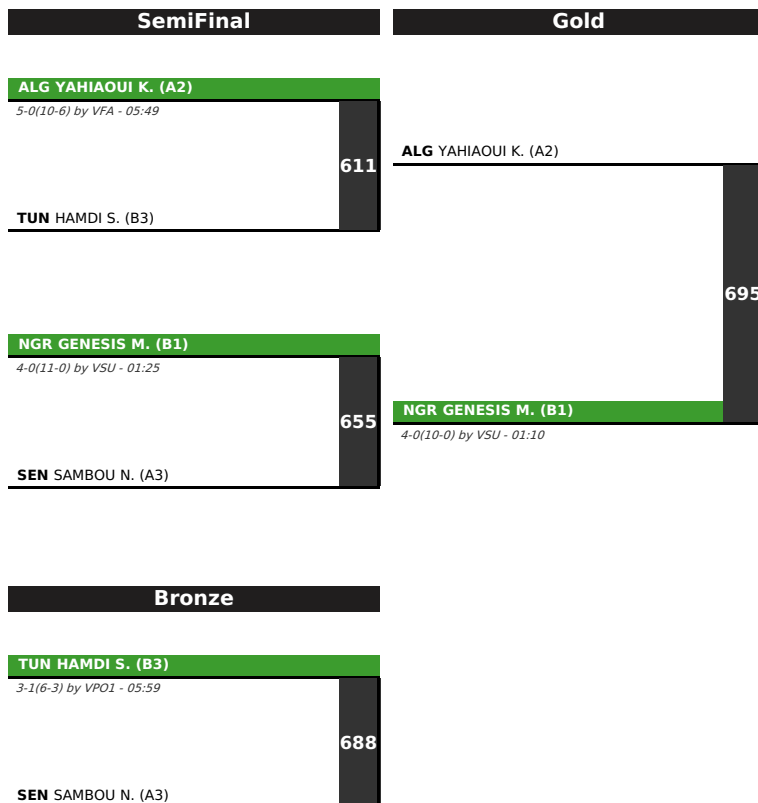 SemiFinal
Gold
ALG YAHIAOUI K. (A2)
5-0(10-6) by VFA - 05:49
611
TUN HAMDI S. (B3)
ALG YAHIAOUI K. (A2)
695
NGR GENESIS M. (B1)
4-0(11-0) by VSU - 01:25
655
SEN SAMBOU N. (A3)
NGR GENESIS M. (B1)
4-0(10-0) by VSU - 01:10
Bronze
TUN HAMDI S. (B3)
3-1(6-3) by VPO1 - 05:59
688
SEN SAMBOU N. (A3)